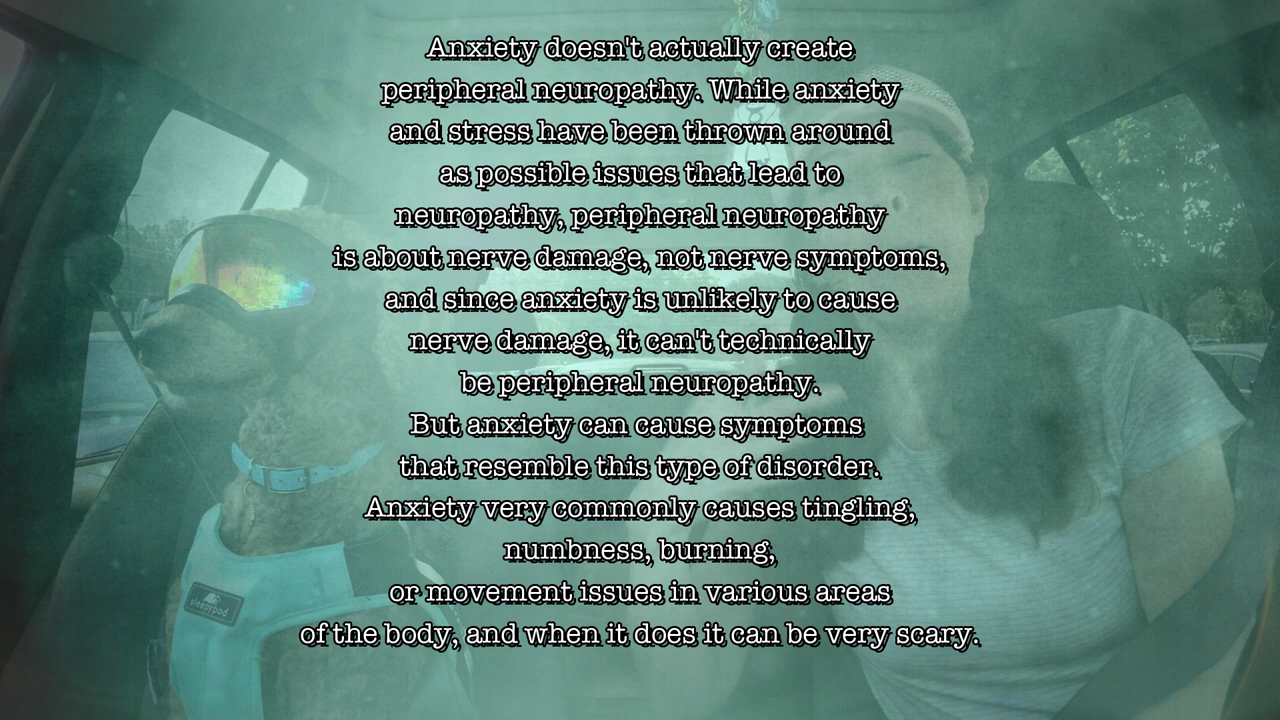 Anxiety doesn't actually create
peripheral neuropathy. While anxiety
and stress have been thrown around
as possible issues that lead to
neuropathy, peripheral neuropathy
is about nerve damage, not nerve symptoms,
and since anxiety is unlikely to cause
nerve damage, it can't technically
be peripheral neuropathy.
But anxiety can cause symptoms
that resemble this type of disorder.
Anxiety very commonly causes tingling,
numbness, burning,
or movement issues in various areas
of the body, and when it does it can be very scary.
sleepypod